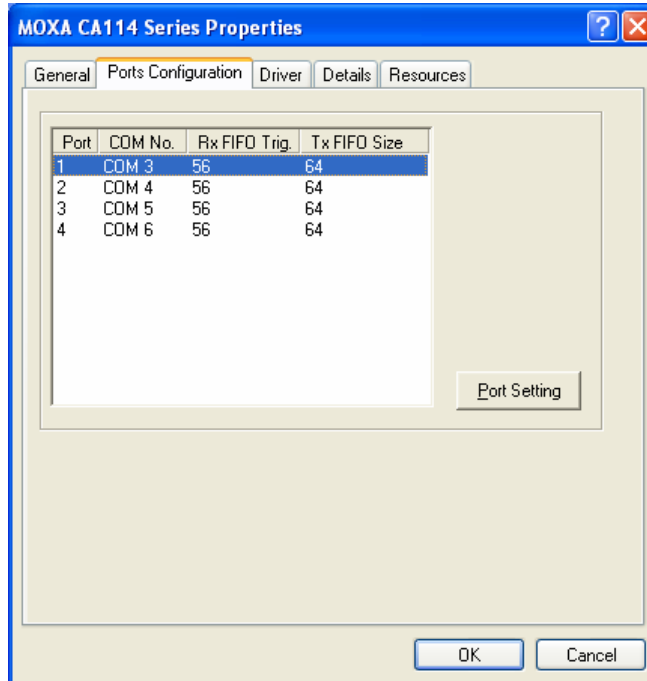 MOXA CA114 Series Properties
General Ports Configuration Driver Details Resources
Port COM No. Rx FIFO Trig. Tx FIFO Size
1 COM 3 56 64
2 COM 4 56 64
3 COM 5 56 64
4 COM 6 56 64
Port Setting
OK Cancel